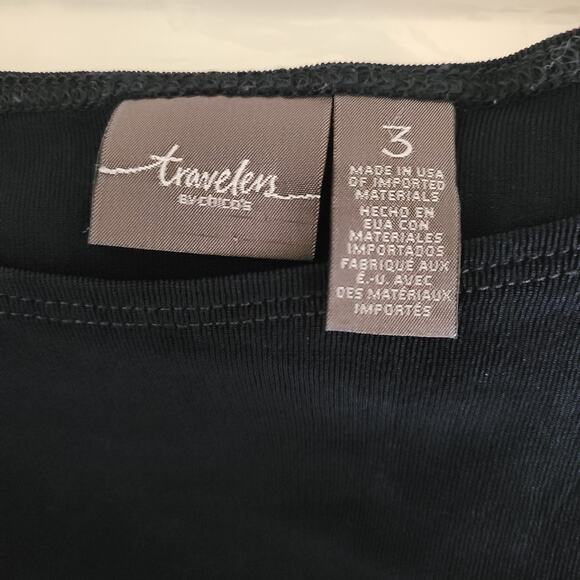 travelers
BY CHICO'S
3
MADE IN USA
OF IMPORTED
MATERIALS
HECHO EN
EUA CON
MATERIALES
IMPORTADOS
FABRIQUÉ AUX
É.-U. AVEC
DES MATÉRIAUX
IMPORTÉS